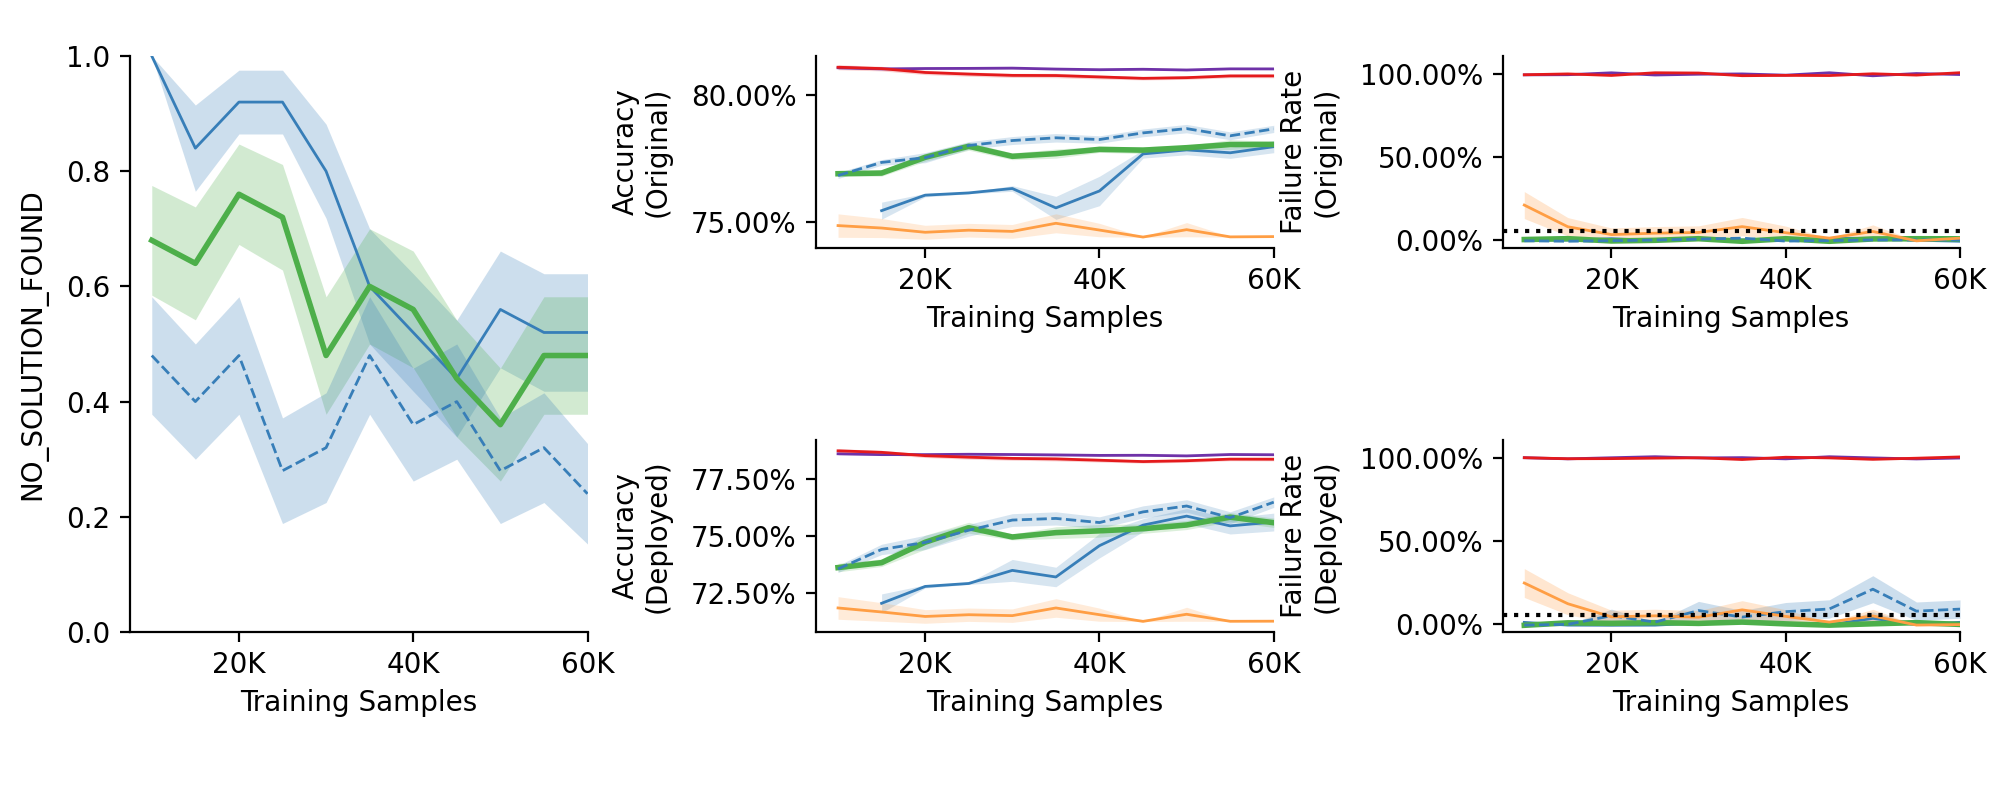 NO_SOLUTION_FOUND
1.0
0.8
0.6
0.4
0.2
0.0
20K 40K 60K
Training Samples
Accuracy
(Original)
80.00%
75.00%
20K 40K 60K
Training Samples
Failure Rate
(Original)
100.00%
50.00%
0.00%
20K 40K 60K
Training Samples
Accuracy
(Deployed)
77.50%
75.00%
72.50%
20K 40K 60K
Training Samples
Failure Rate
(Deployed)
100.00%
50.00%
0.00%
20K 40K 60K
Training Samples